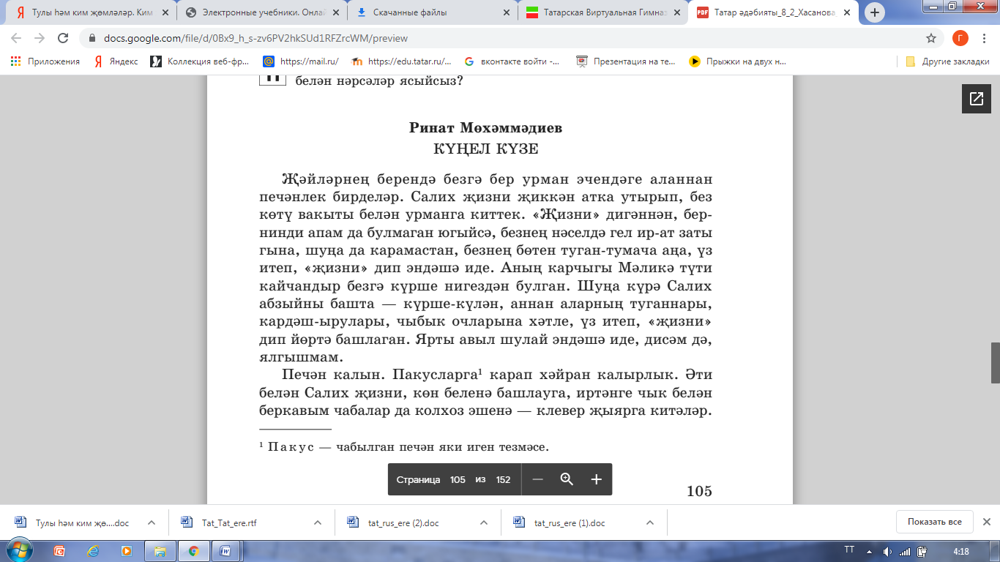 Тулы һәм ким җөмләләр. Ким
Электронные учебники. Онлай
Скачанные файлы
Татарская Виртуальная Гимназ
Татар әдәбияты_8_2_Хасанова,
docs.google.com/file/d/0Bx9_h_s-zv6PV2hkSUd1RFZrcWM/preview
Г
Приложения
Яндекс
Коллекция веб-фр...
https://mail.ru/
https://edu.tatar.ru/...
вконтакте войти -...
Презентация на те...
Прыжки на двух н...
Другие закладки
белән нәрсәләр ясыйсыз?
Ринат Мөхәммәдиев
КҮҢЕЛ КҮЗЕ
Җәйләрнең берендә безгә бер урман эчендәге аланнан
печәнлек бирделәр. Салих җизни җиккән атка утырып, без
көтү вакыты белән урманга киттек. «Җизни» дигәннән, бер-
нинди апам да булмаган югыйсә, безнең нәселдә гел ир-ат заты
гына, шуңа да карамастан, безнең бөтен туган-тумача аңа, үз
итеп, «җизни» дип эндәшә иде. Аның карчыгы Мәликә түти
кайчандыр безгә күрше нигездән булган. Шуңа күрә Салих
абзыйны башта — күрше-күлән, аннан аларның туганнары,
кардәш-ырулары, чыбык очларына хәтле, үз итеп, «җизни»
дип йөртә башлаган. Ярты авыл шулай эндәшә иде, дисәм дә,
ялгышмам.
Печән калын. Пакусларга¹ карап хәйран калырлык. Әти
белән Салих җизни, көн беленә башлауга, иртәнге чык белән
беркавым чабалар да колхоз эшенә — клевер җыярга китәләр.
¹ Пакус — чабылган печән яки иген тезмәсе.
Страница 105 из 152
105
Тулы һәм ким җө....doc
Tat_Tat_ere.rtf
tat_rus_ere (2).doc
tat_rus_ere (1).doc
Показать все
TT
4:18